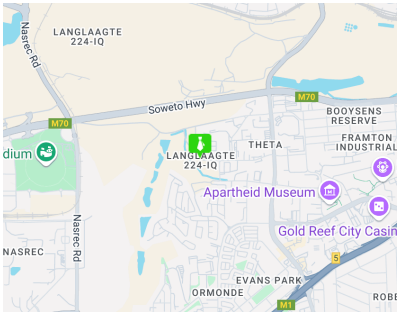 LANGLAAGTE
224-IQ
Nasrec Rd
M70
Soweto Hwy
BOOYSENS
RESERVE
M70
THETA
FRAMTON
INDUSTRIAL
dium
LANGLAAGTE
224-IQ
Apartheid Museum
Nasrec Rd
Gold Reef City Casin
NASREC
5
EVANS PARK
ORMONDE
ROBE
M1